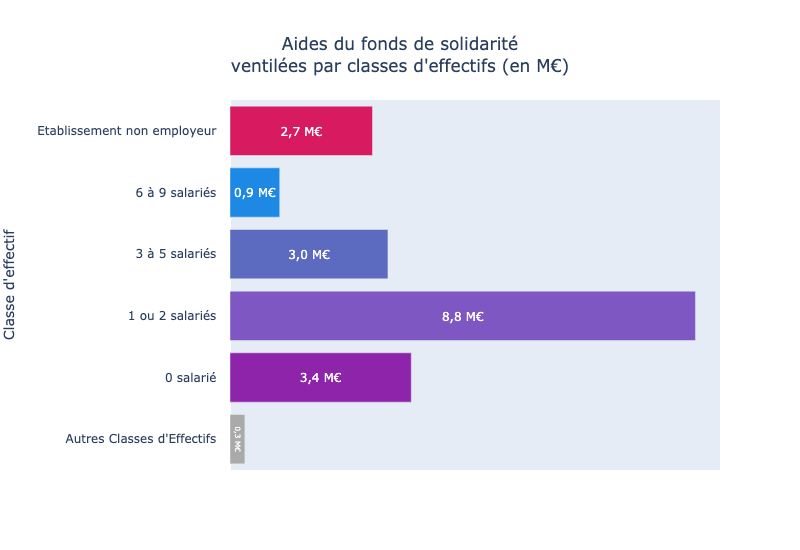 Aides du fonds de solidarité
ventilées par classes d'effectifs (en M€)
Classe d'effectif
Etablissement non employeur
2,7 M€
6 à 9 salariés
0,9 M€
3 à 5 salariés
3,0 M€
1 ou 2 salariés
8,8 M€
0 salarié
3,4 M€
Autres Classes d'Effectifs
0,3 M€